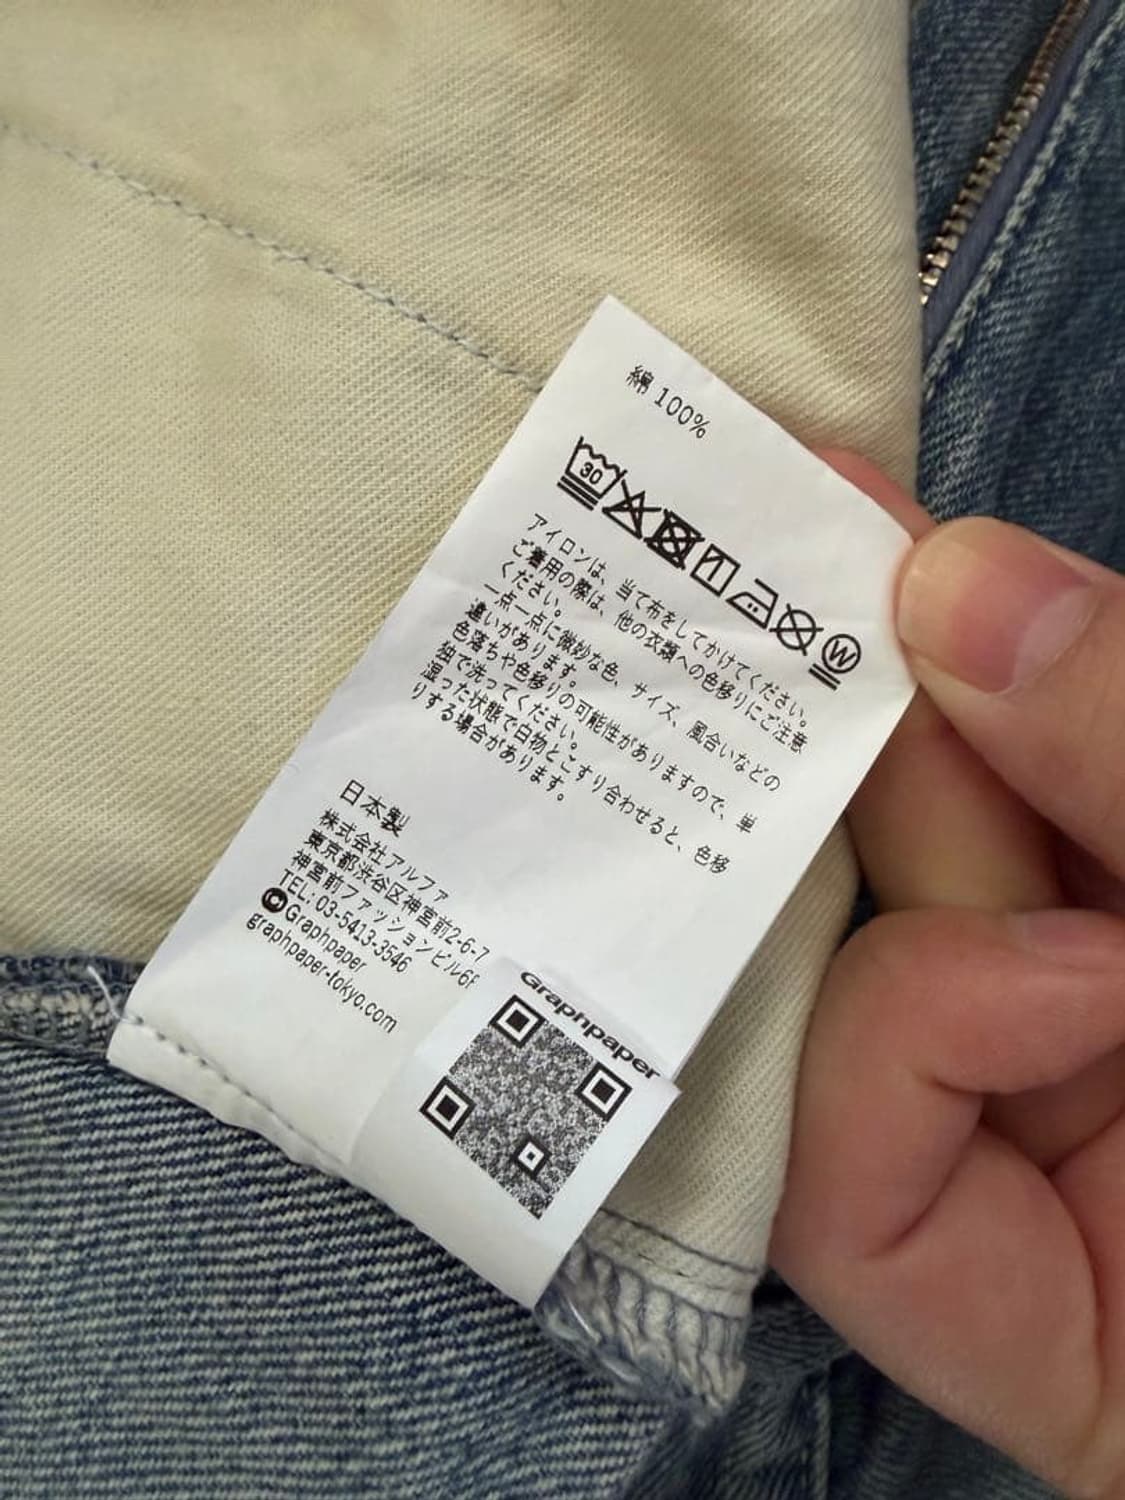 綿 100%
30
W
アイロンは、当て布をしてかけてください。
ご着用の際は、他の衣類への色移りにご注意
ください。
一点一点に微妙な色、サイズ、風合いなどの
違いがあります。
色落ちや色移りの可能性がありますので、単
独で洗ってください。
湿った状態で白物とこすり合わせると、色移
りする場合があります。
日本製
株式会社アルファ
東京都渋谷区神宮前2-6-7
神宮前ファッションビル6F
TEL: 03-5413-3546
Graphpaper
graphpaper-tokyo.com
Graphpaper